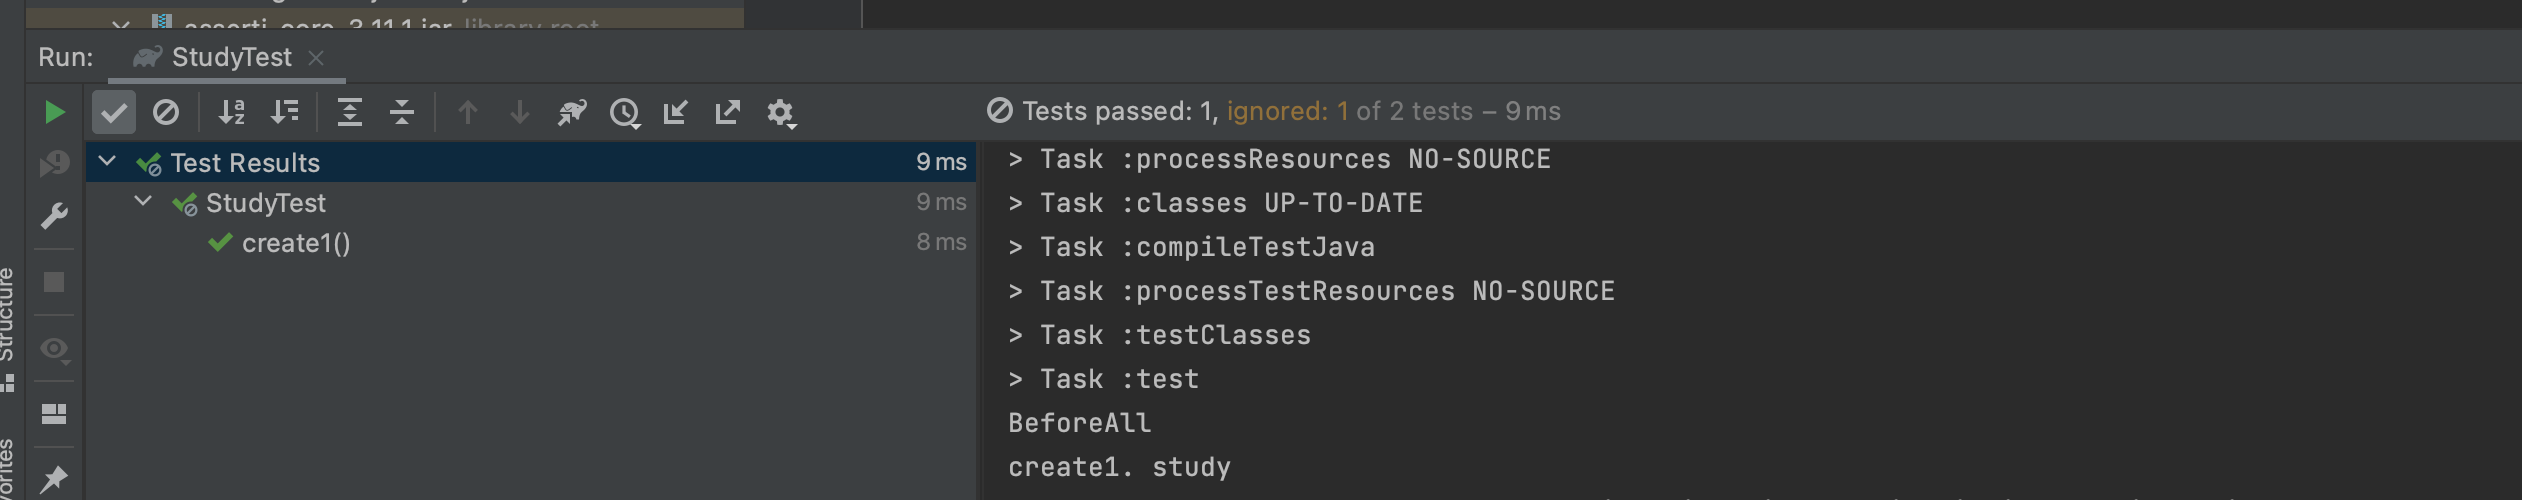 assertj-core-3.11.1.jar library root
Run: StudyTest
Tests passed: 1, ignored: 1 of 2 tests – 9 ms
Test Results 9 ms
StudyTest 9 ms
create1() 8 ms
> Task :processResources NO-SOURCE
> Task :classes UP-TO-DATE
> Task :compileTestJava
> Task :processTestResources NO-SOURCE
> Task :testClasses
> Task :test
BeforeAll
create1. study
Structure